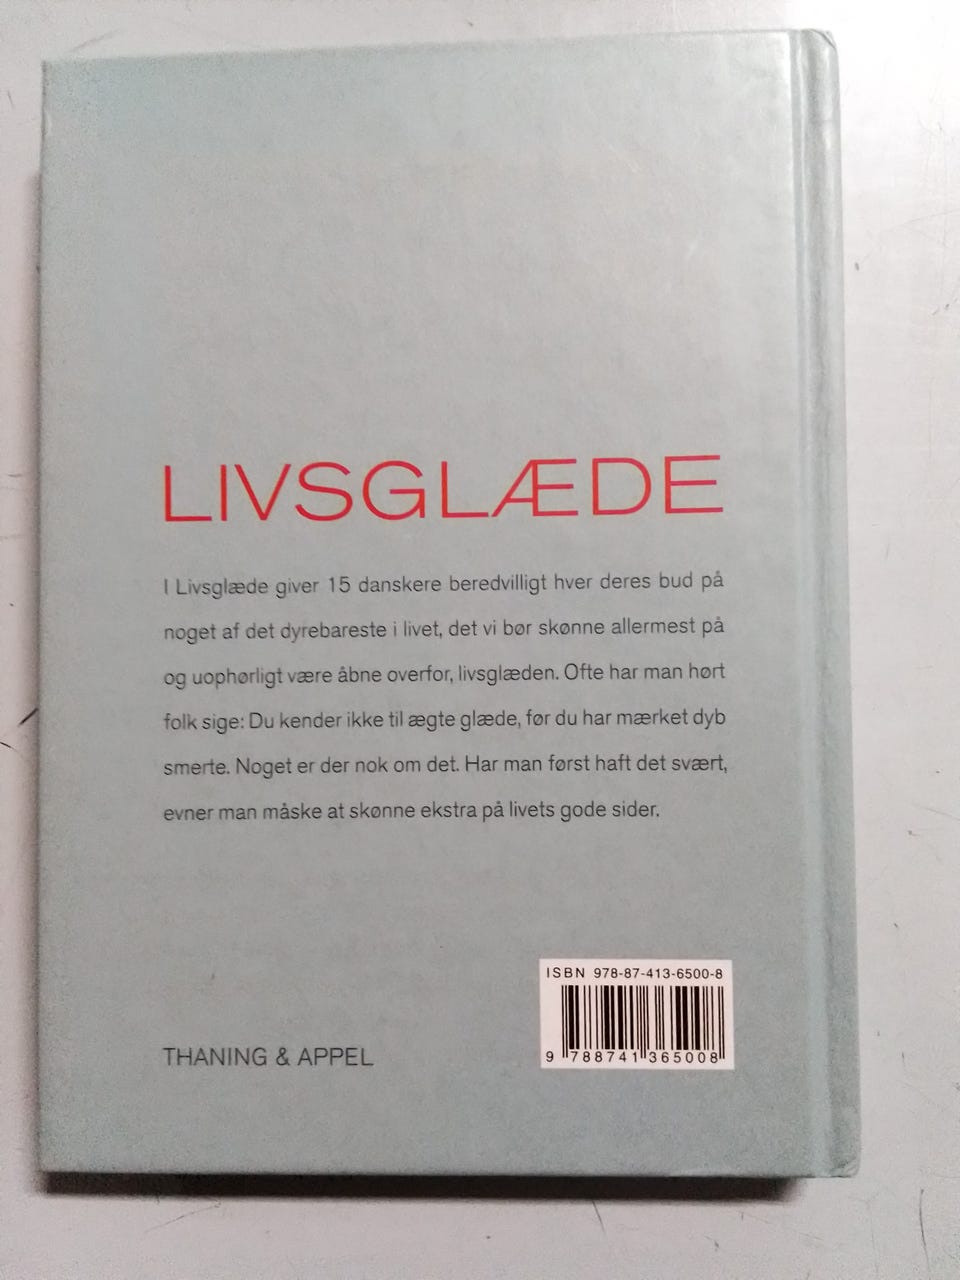 LIVSGLÆDE
I Livsglæde giver 15 danskere beredvilligt hver deres bud på
noget af det dyrebareste i livet, det vi bør skønne allermest på
og uophørligt være åbne overfor, livsglæden. Ofte har man hørt
folk sige: Du kender ikke til ægte glæde, før du har mærket dyb
smerte. Noget er der nok om det. Har man først haft det svært,
evner man måske at skønne ekstra på livets gode sider.
ISBN 978-87-413-6500-8
9 788741 365008
THANING & APPEL